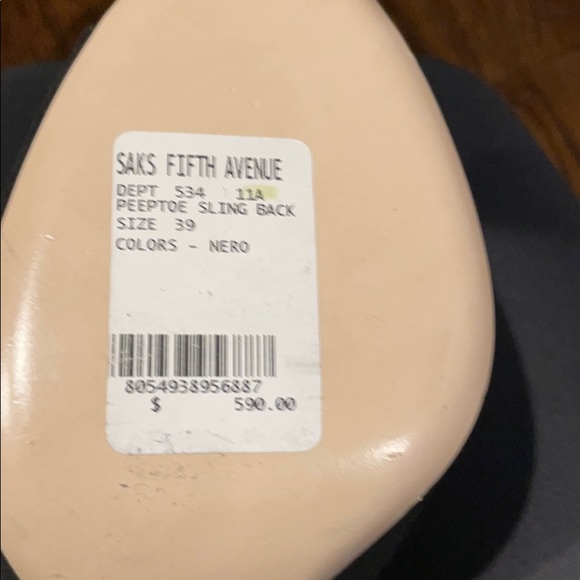 SAKS FIFTH AVENUE
DEPT 534 11A
PEEPTOE SLING BACK
SIZE 39
COLORS - NERO
8054938956887
$ 590.00